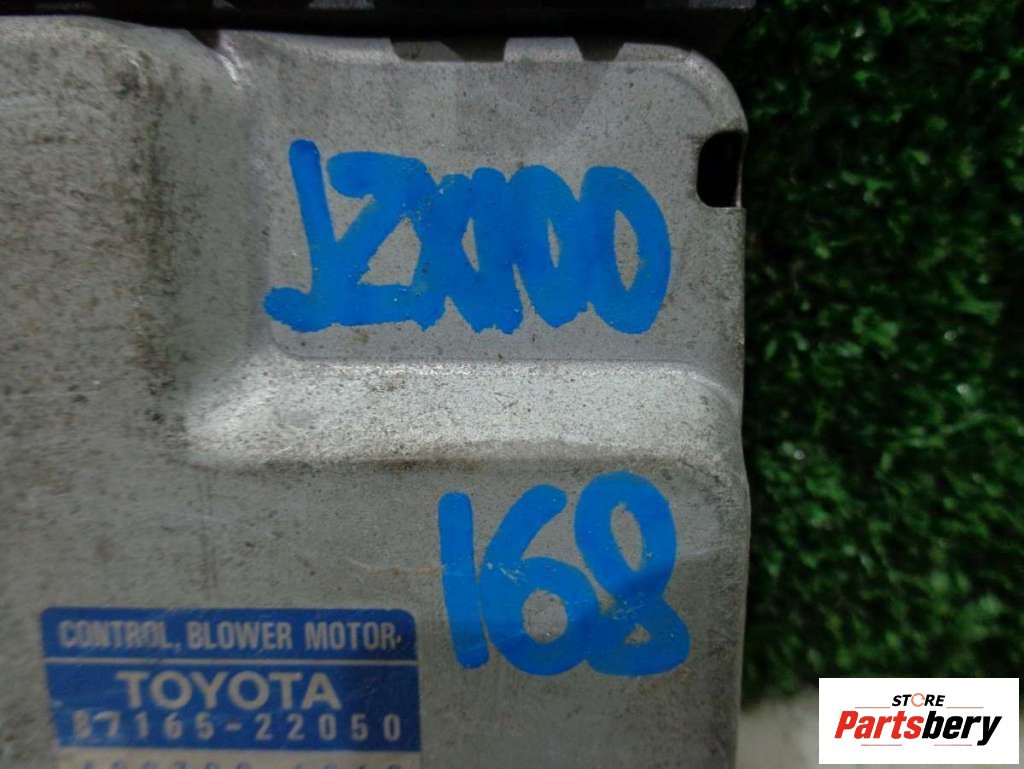 JZX100
168
CONTROL, BLOWER MOTOR
TOYOTA
87165-22050
STORE
Partsbery